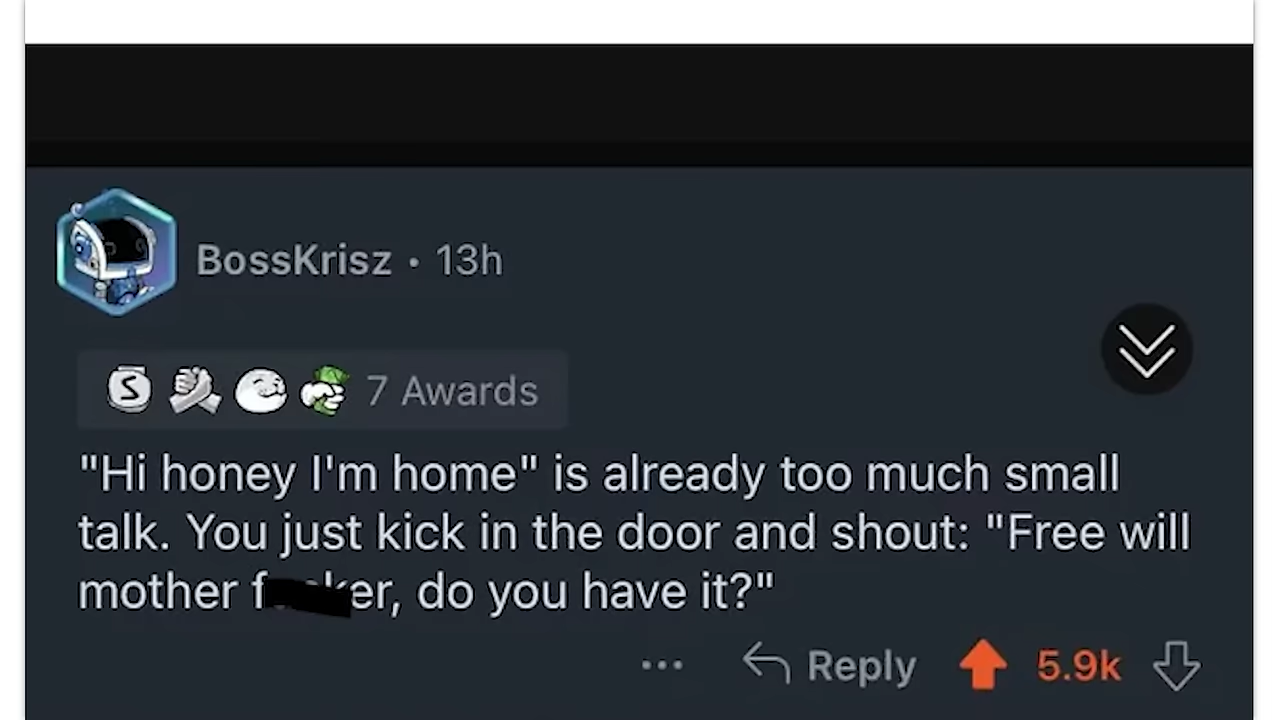 BossKrisz · 13h
7 Awards
"Hi honey I'm home" is already too much small
talk. You just kick in the door and shout: "Free will
mother f er, do you have it?"
... Reply 5.9k